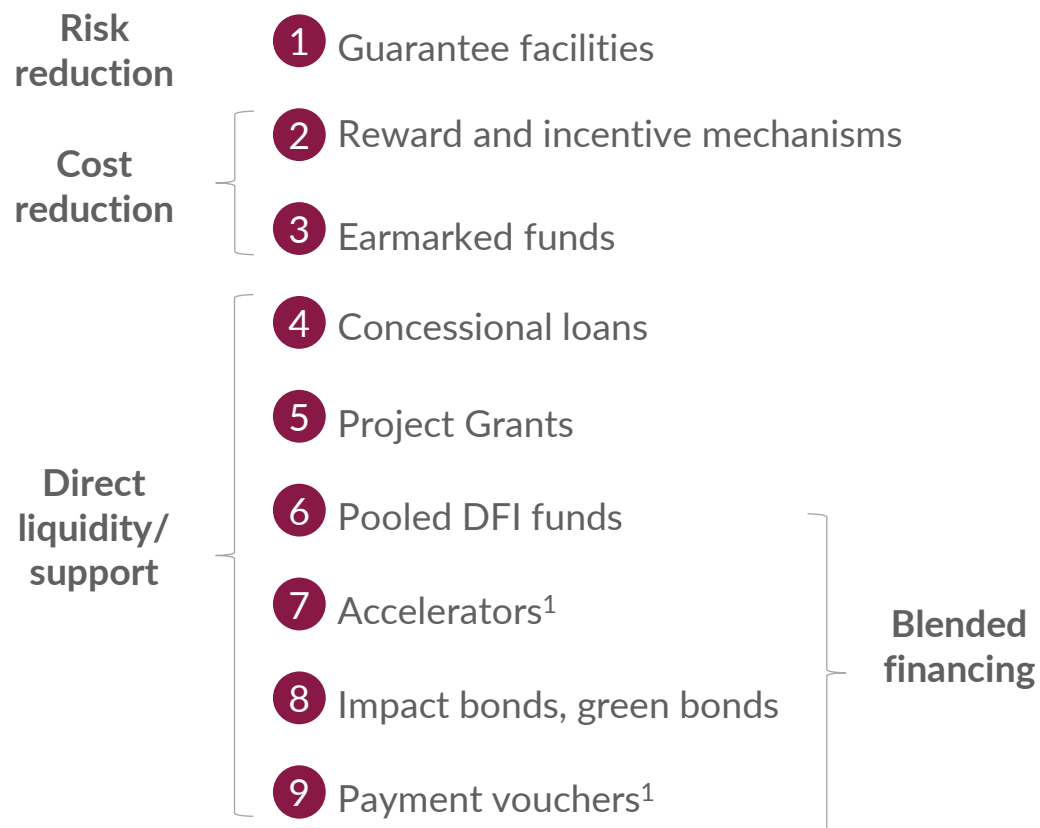 Risk
reduction
1 Guarantee facilities
2 Reward and incentive mechanisms
Cost
reduction
3 Earmarked funds
4 Concessional loans
5 Project Grants
Direct
liquidity/
support
6 Pooled DFI funds
7 Accelerators¹
8 Impact bonds, green bonds
9 Payment vouchers¹
Blended
financing